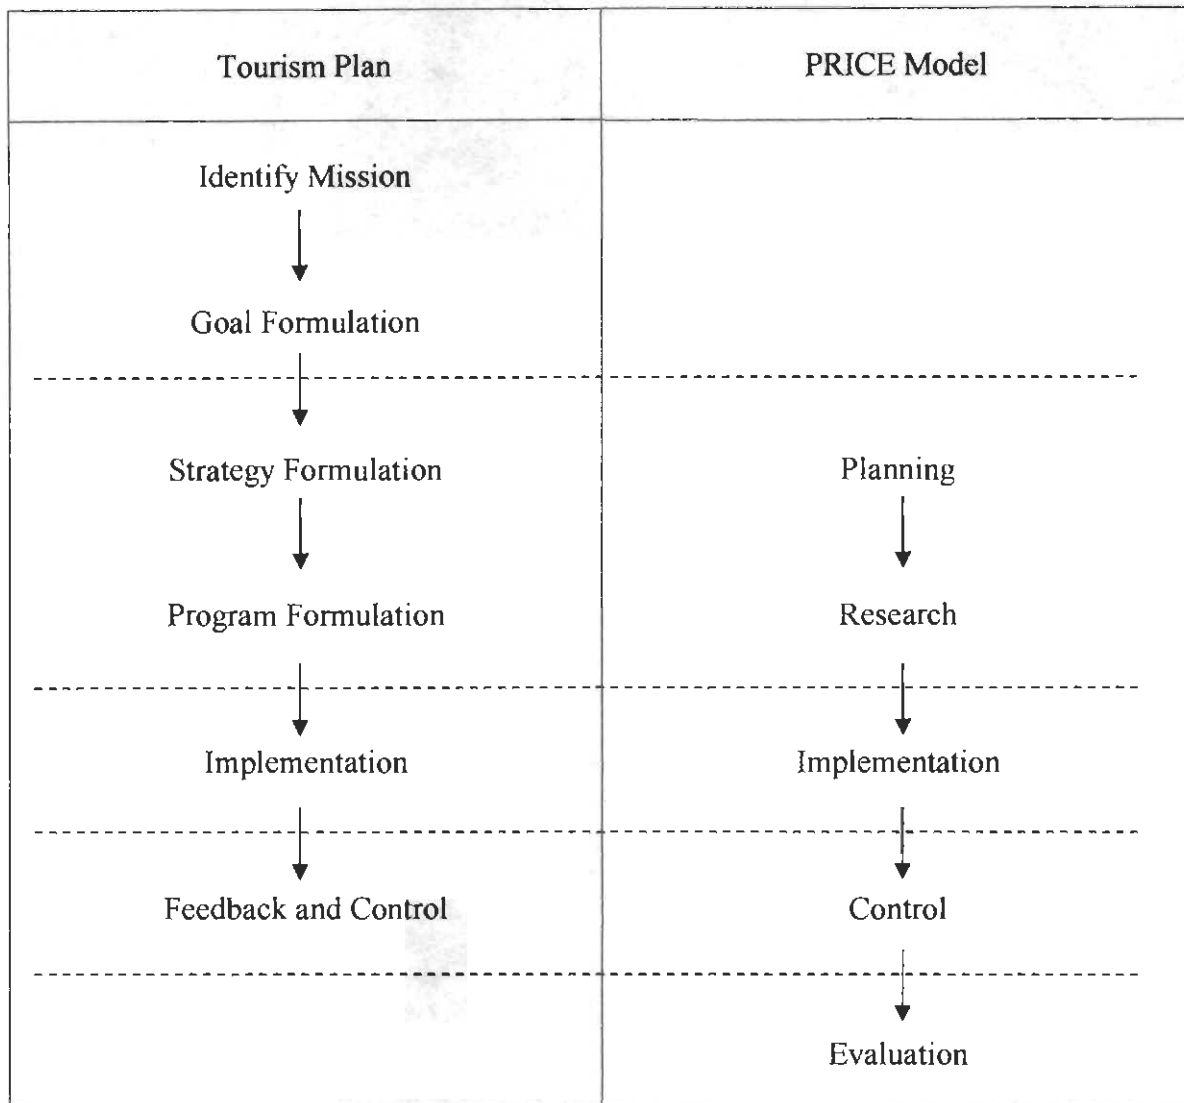 Tourism Plan
PRICE Model
Identify Mission
Goal Formulation
Strategy Formulation
Planning
Program Formulation
Research
Implementation
Implementation
Feedback and Control
Control
Evaluation